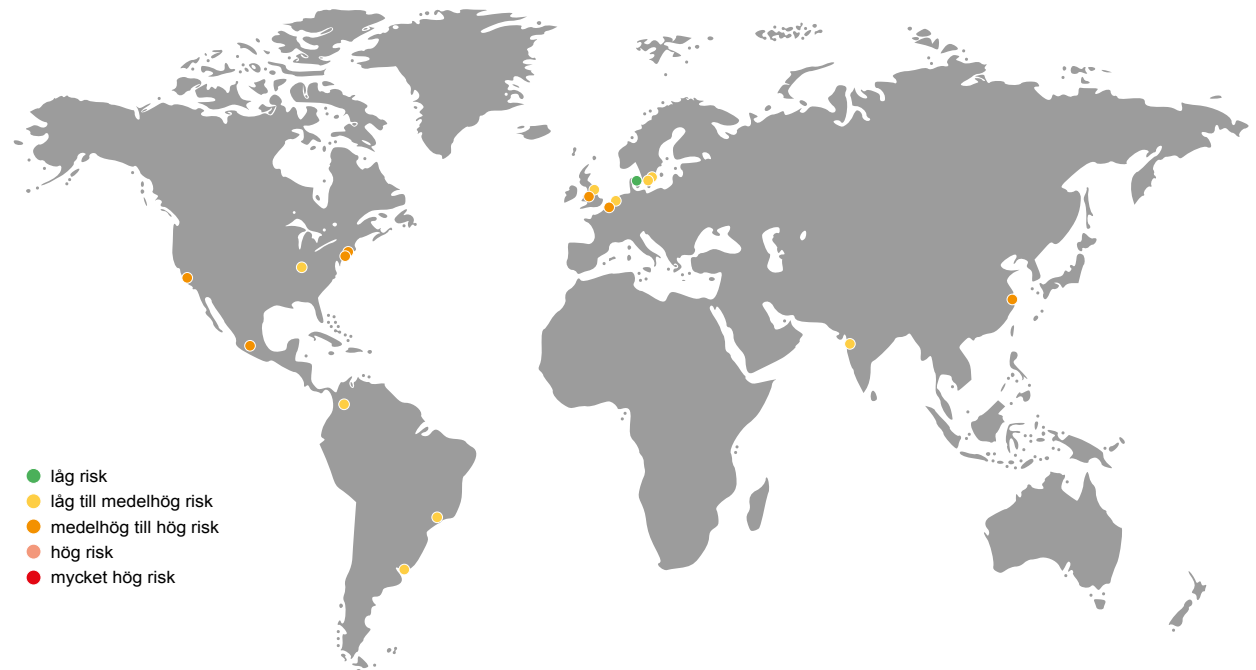 låg risk
låg till medelhög risk
medelhög till hög risk
hög risk
mycket hög risk